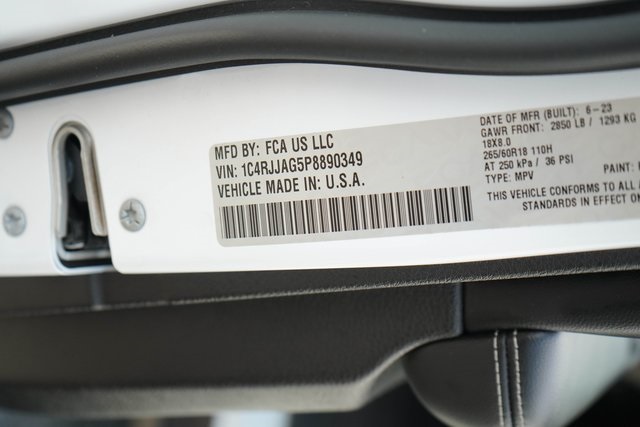 MFD BY: FCA US LLC
VIN: 1C4RJJAG5P8890349
VEHICLE MADE IN: U.S.A.
DATE OF MFR (BUILT): 6-23
GAWR FRONT: 2850 LB / 1293 KG
18X8.0
265/60R18 110H
AT 250 kPa / 36 PSI
TYPE: MPV
PAINT:
THIS VEHICLE CONFORMS TO ALL
STANDARDS IN EFFECT ON